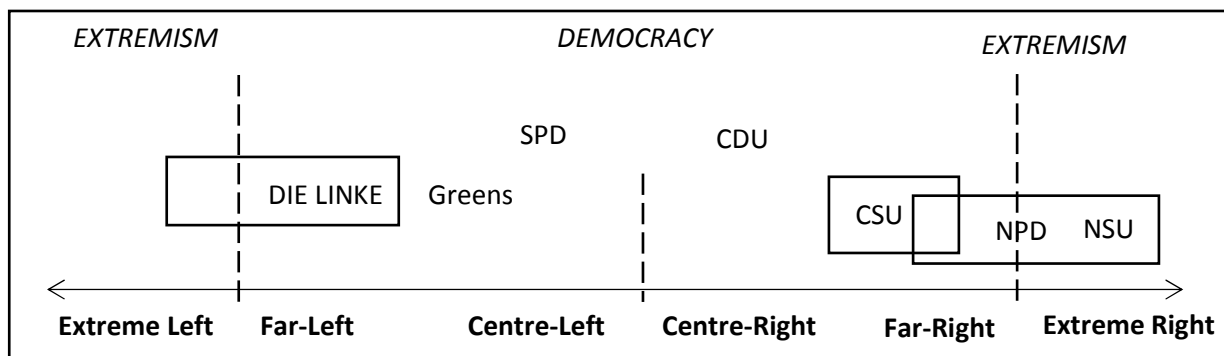 EXTREMISM DEMOCRACY EXTREMISM
SPD CDU
DIE LINKE Greens CSU NPD NSU
Extreme Left Far-Left Centre-Left Centre-Right Far-Right Extreme Right